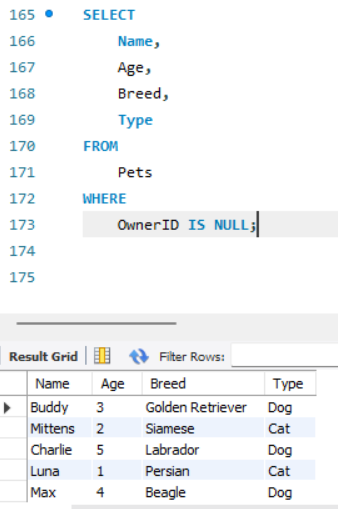 165 SELECT
166 Name,
167 Age,
168 Breed,
169 Type
170 FROM
171 Pets
172 WHERE
173 OwnerID IS NULL;
174
175
Result Grid Filter Rows:
Name Age Breed Type
Buddy 3 Golden Retriever Dog
Mittens 2 Siamese Cat
Charlie 5 Labrador Dog
Luna 1 Persian Cat
Max 4 Beagle Dog